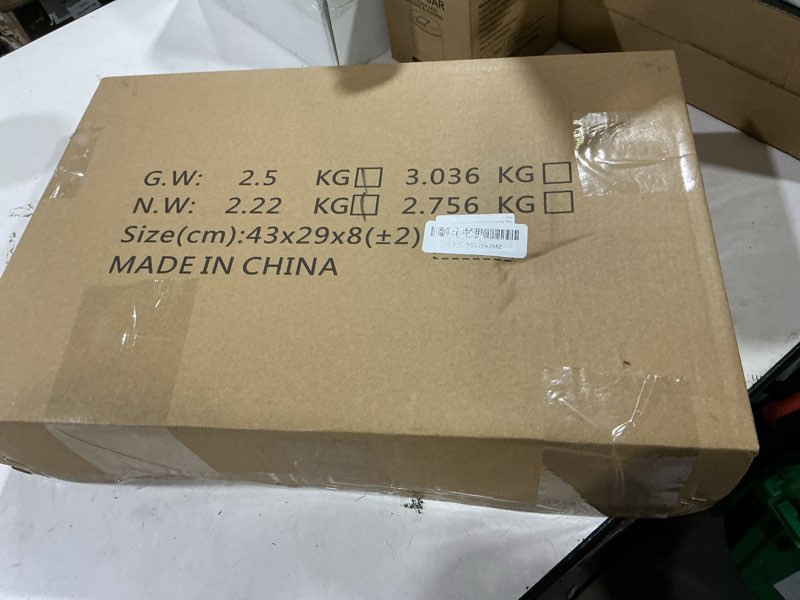 G.W: 2.5 KG□ 3.036 KG□
N.W: 2.22 KG□ 2.756 KG□
Size(cm):43x29x8(±2)
MADE IN CHINA